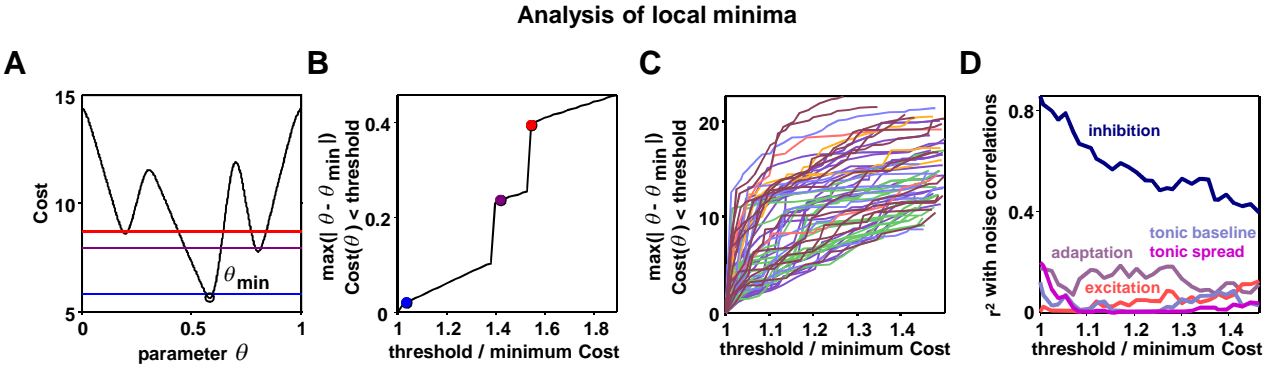 Analysis of local minima
A
15
10
5
Cost
0
0.5
1
parameter θ
θmin
B
max(| θ - θmin|)
Cost(θ) < threshold
0.4
0.2
0
1
1.2
1.4
1.6
1.8
threshold / minimum Cost
C
max(| θ - θmin|)
Cost(θ) < threshold
20
10
0
1
1.1
1.2
1.3
1.4
threshold / minimum Cost
D
r² with noise correlations
0.8
0.4
0
inhibition
tonic baseline
tonic spread
adaptation
excitation
1
1.1
1.2
1.3
1.4
threshold / minimum Cost